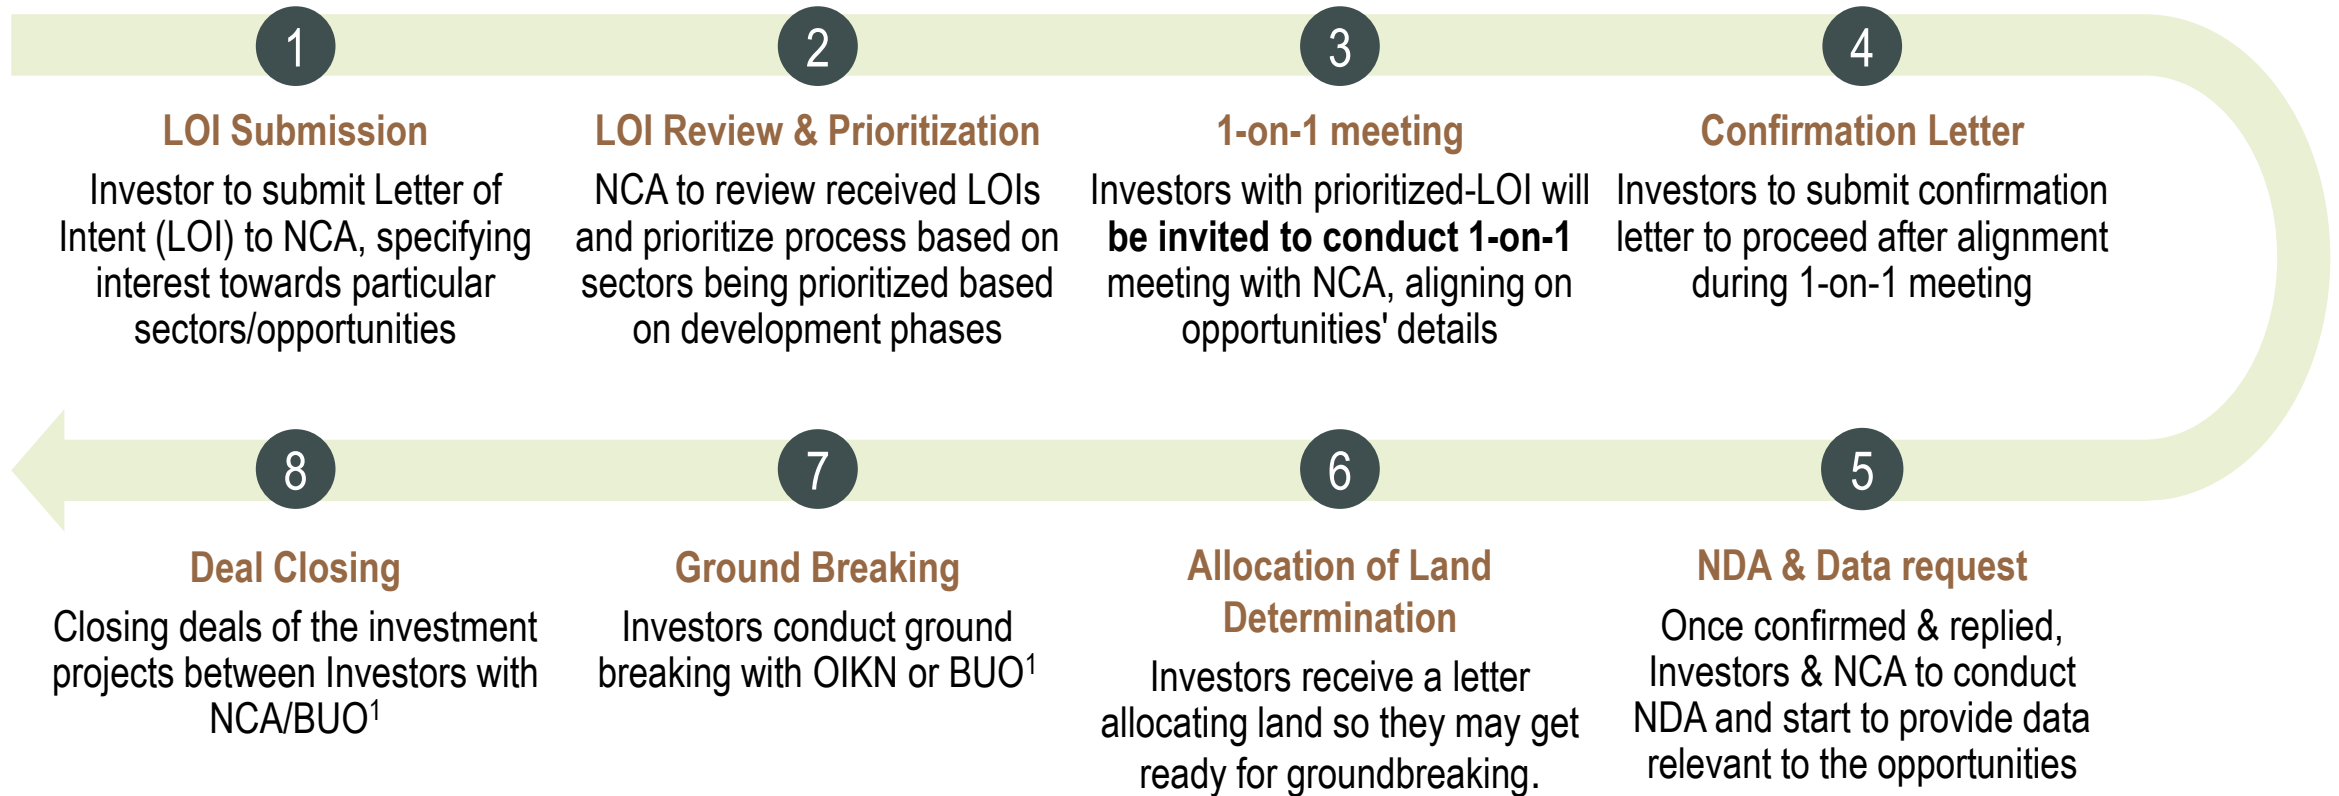 1
LOI Submission
Investor to submit Letter of
Intent (LOI) to NCA, specifying
interest towards particular
sectors/opportunities
2
LOI Review & Prioritization
NCA to review received LOIs
and prioritize process based on
sectors being prioritized based
on development phases
3
1-on-1 meeting
Investors with prioritized-LOI will
be invited to conduct 1-on-1
meeting with NCA, aligning on
opportunities' details
4
Confirmation Letter
Investors to submit confirmation
letter to proceed after alignment
during 1-on-1 meeting
5
NDA & Data request
Once confirmed & replied,
Investors & NCA to conduct
NDA and start to provide data
relevant to the opportunities
6
Allocation of Land
Determination
Investors receive a letter
allocating land so they may get
ready for groundbreaking.
7
Ground Breaking
Investors conduct ground
breaking with OIKN or BUO¹
8
Deal Closing
Closing deals of the investment
projects between Investors with
NCA/BUO¹